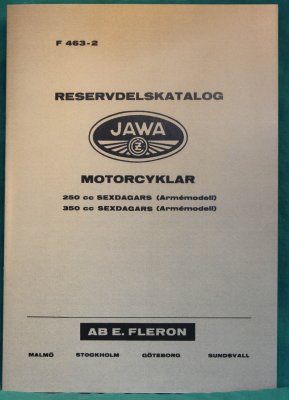 F 463-2
RESERVDELSKATALOG
JAWA
CZ
MOTORCYKLAR
250 cc SEXDAGARS (Armémodell)
350 cc SEXDAGARS (Armémodell)
AB E. FLERON
MALMÖ STOCKHOLM GÖTEBORG SUNDSVALL